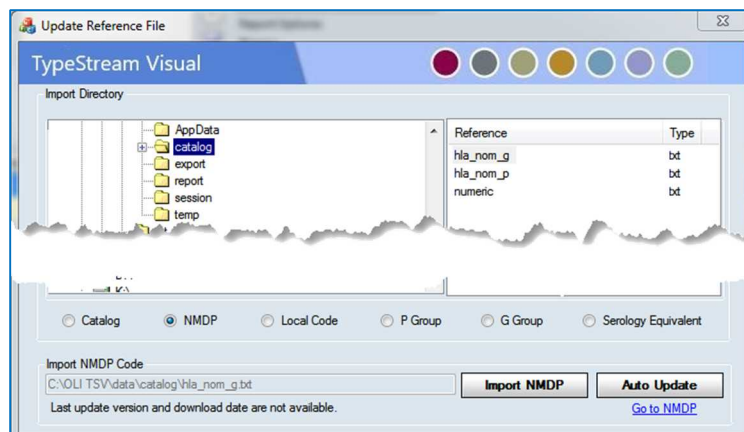 Update Reference File
TypeStream Visual
Import Directory
AppData
catalog
export
report
session
temp
Reference Type
hla_nom_g txt
hla_nom_p txt
numeric txt
Catalog NMDP Local Code P Group G Group Serology Equivalent
Import NMDP Code
C:\OLI TSV\data\catalog\hla_nom_g.txt Import NMDP Auto Update
Last update version and download date are not available. Go to NMDP